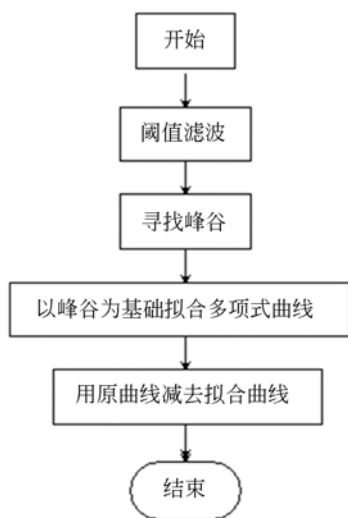 开始
阈值滤波
寻找峰谷
以峰谷为基础拟合多项式曲线
用原曲线减去拟合曲线
结束